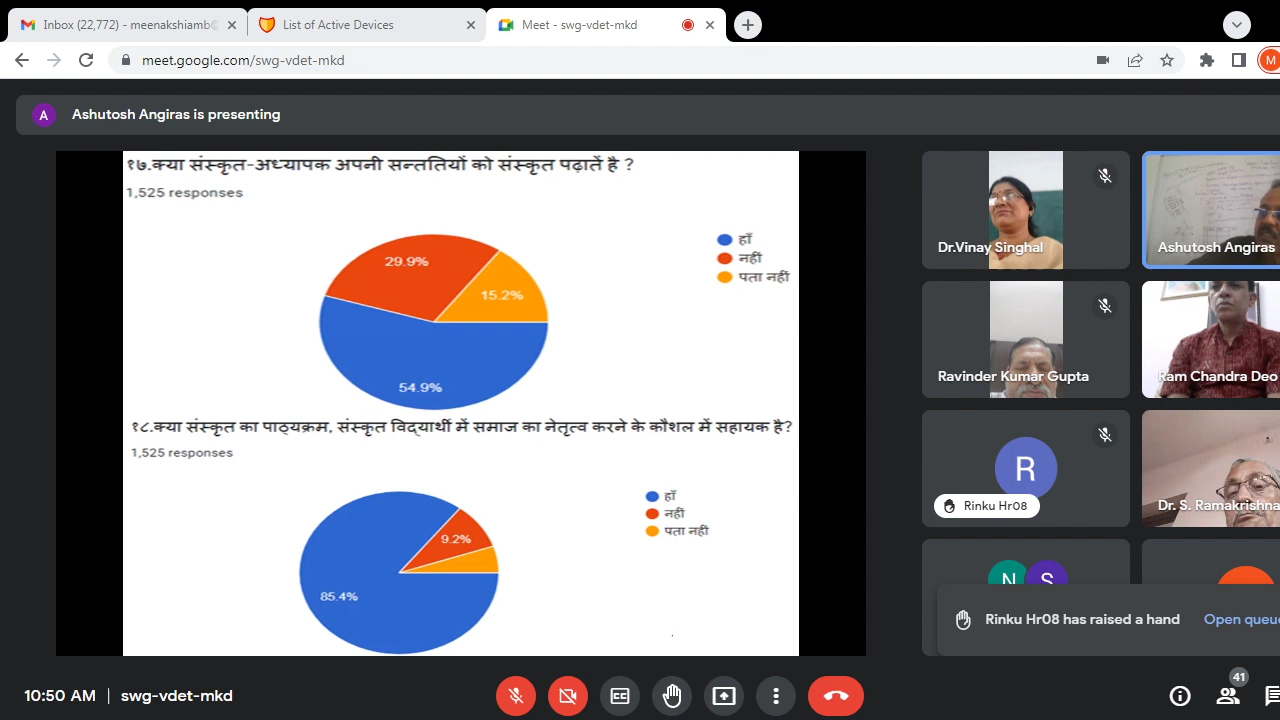 Inbox (22,772) - meenakshiamb@
List of Active Devices
Meet - swg-vdet-mkd
meet.google.com/swg-vdet-mkd
M
A
Ashutosh Angiras is presenting
१७.क्या संस्कृत-अध्यापक अपनी सन्ततियों को संस्कृत पढ़ातें है ?
1,525 responses
हाँ
नहीं
पता नहीं
29.9%
15.2%
54.9%
१८.क्या संस्कृत का पाठ्यक्रम, संस्कृत विद्यार्थी में समाज का नेतृत्व करने के कौशल में सहायक है?
1,525 responses
हाँ
नहीं
पता नहीं
9.2%
85.4%
Dr.Vinay Singhal
Ashutosh Angiras
Ravinder Kumar Gupta
Ram Chandra Deo
R
Rinku Hr08
Dr. S. Ramakrishna
N
S
Rinku Hr08 has raised a hand
Open queue
10:50 AM | swg-vdet-mkd
CC
41